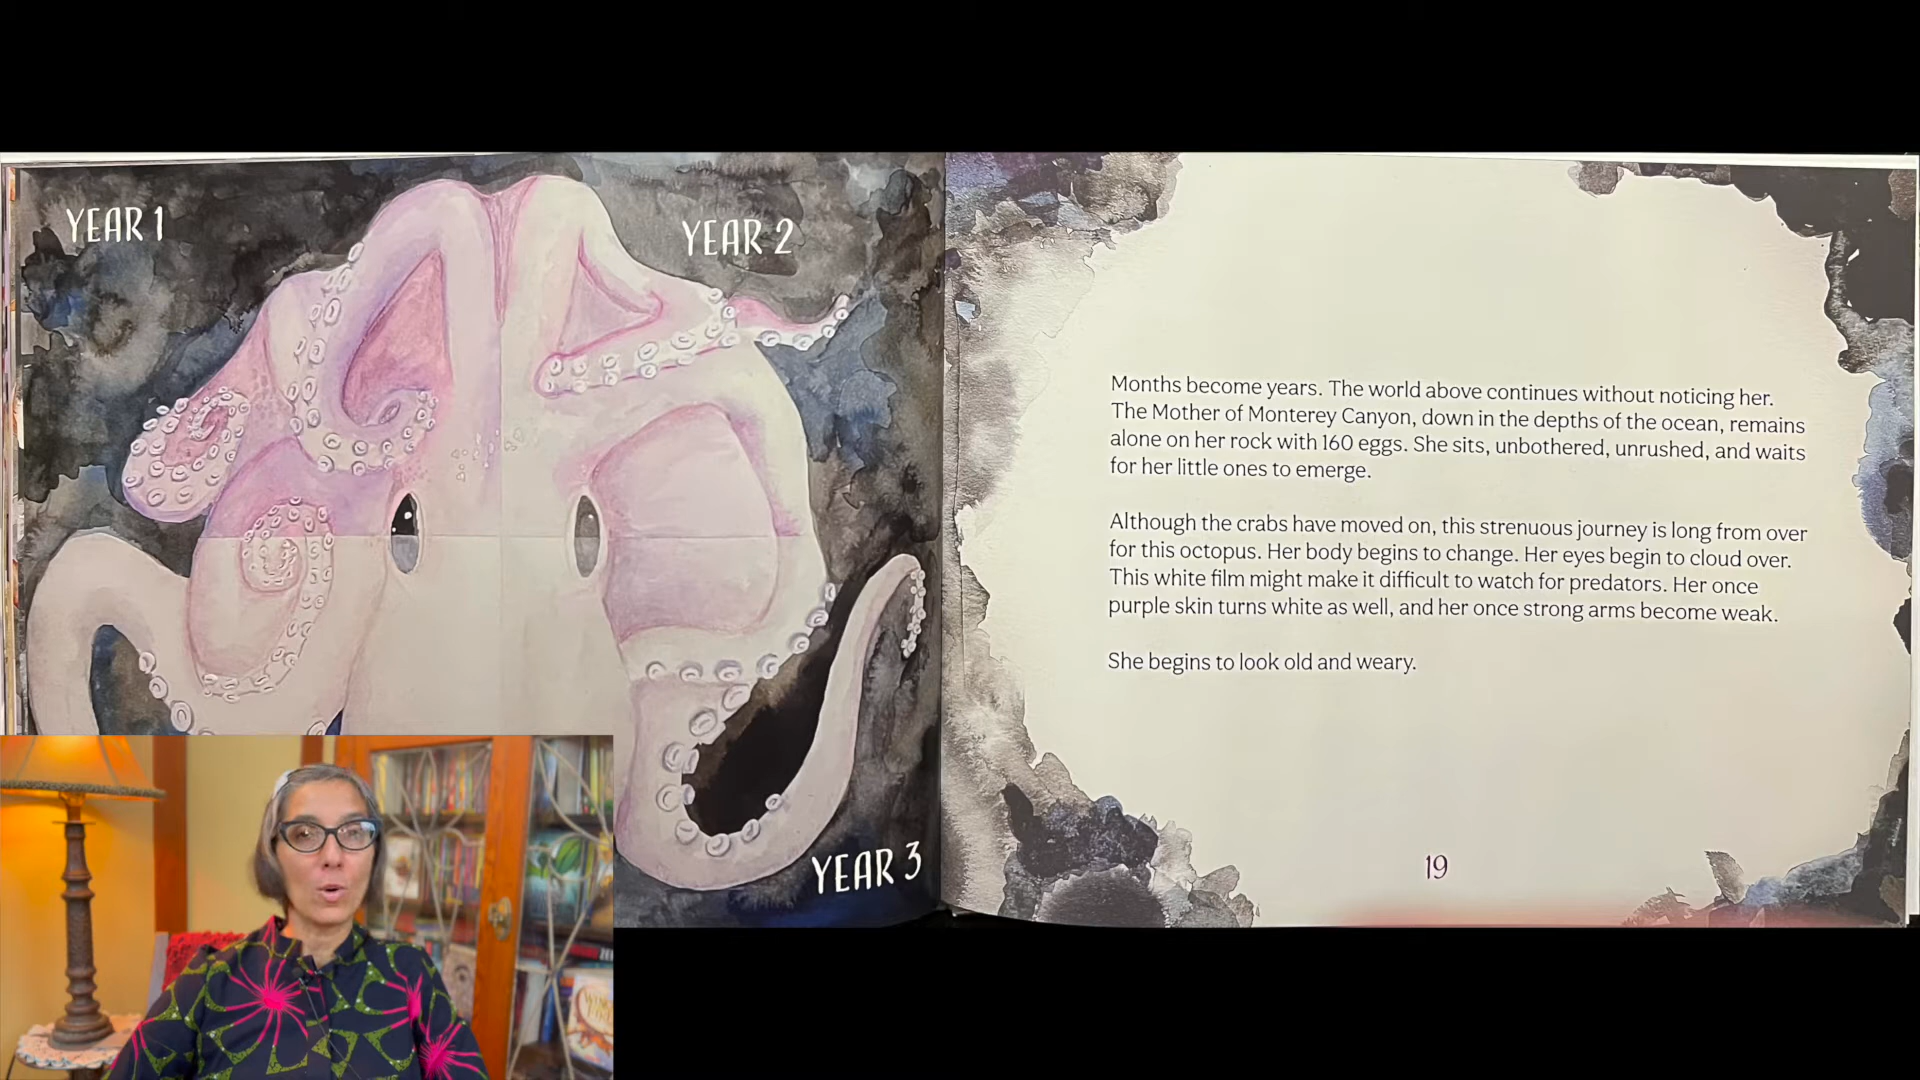 YEAR 1
YEAR 2
YEAR 3
Months become years. The world above continues without noticing her.
The Mother of Monterey Canyon, down in the depths of the ocean, remains
alone on her rock with 160 eggs. She sits, unbothered, unrushed, and waits
for her little ones to emerge.
Although the crabs have moved on, this strenuous journey is long from over
for this octopus. Her body begins to change. Her eyes begin to cloud over.
This white film might make it difficult to watch for predators. Her once
purple skin turns white as well, and her once strong arms become weak.
She begins to look old and weary.
19